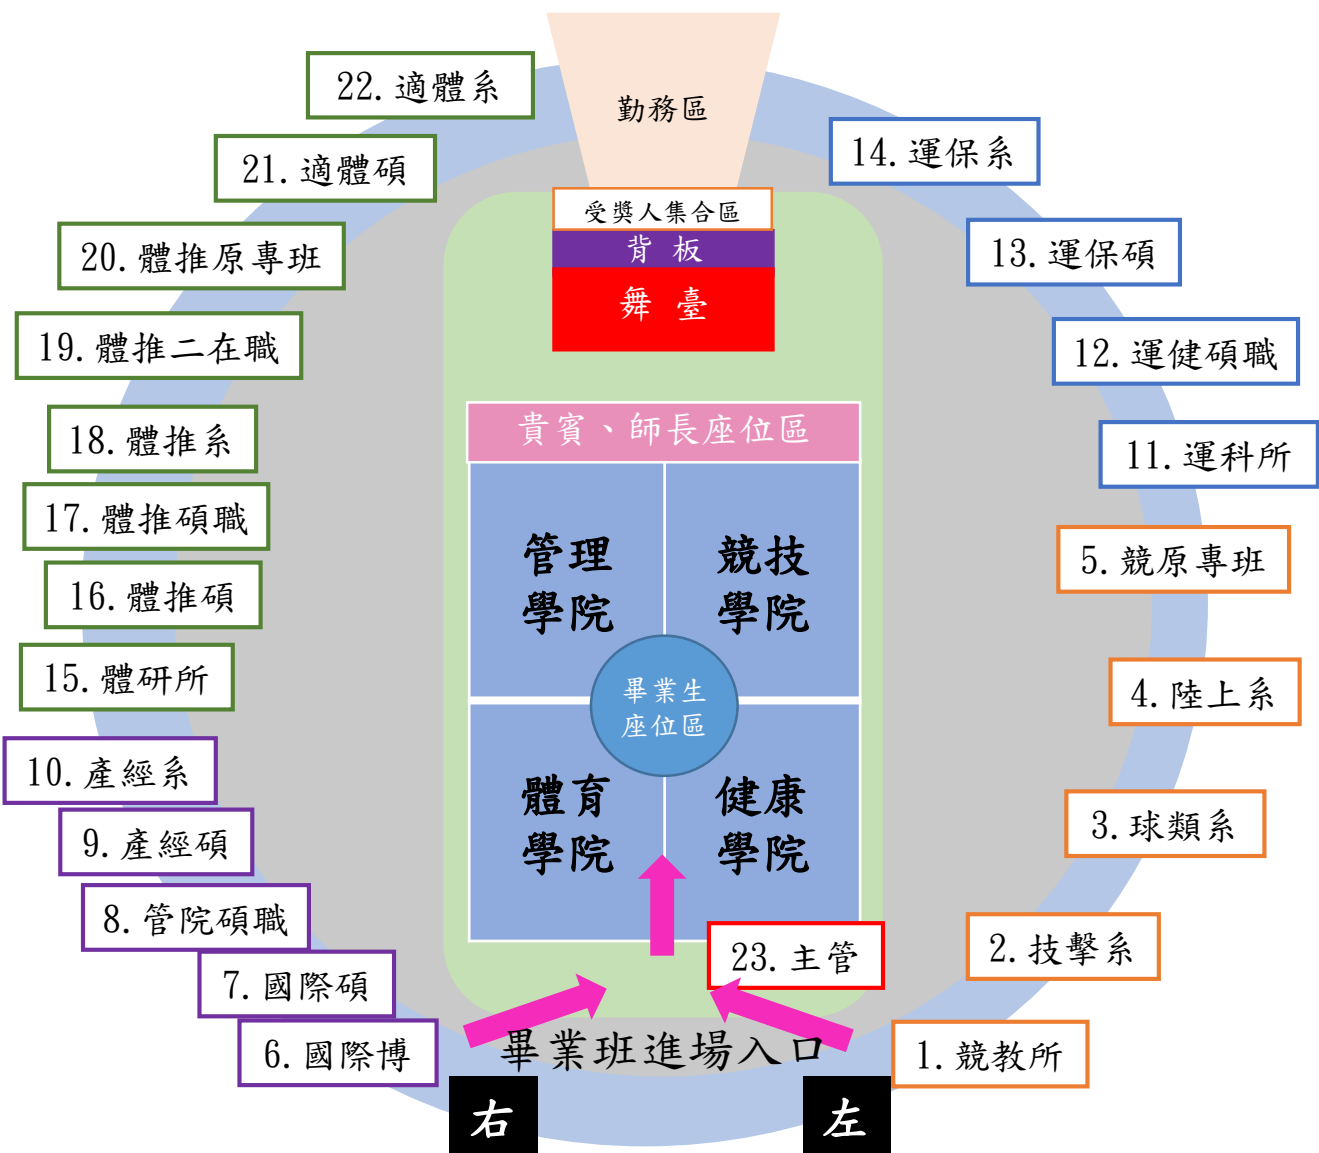 勤務區
22.適體系
14.運保系
21.適體碩
受獎人集合區
20.體推原專班
背 板
13.運保碩
舞 臺
19.體推二在職
12.運健碩職
18.體推系
貴賓、師長座位區
11.運科所
17.體推碩職
管理
學院
競技
學院
5.競原專班
16.體推碩
15.體研所
畢業生
座位區
4.陸上系
10.產經系
體育
學院
健康
學院
9.產經碩
3.球類系
8.管院碩職
23.主管
2.技擊系
7.國際碩
6.國際博
畢業班進場入口
1.競教所
右
左